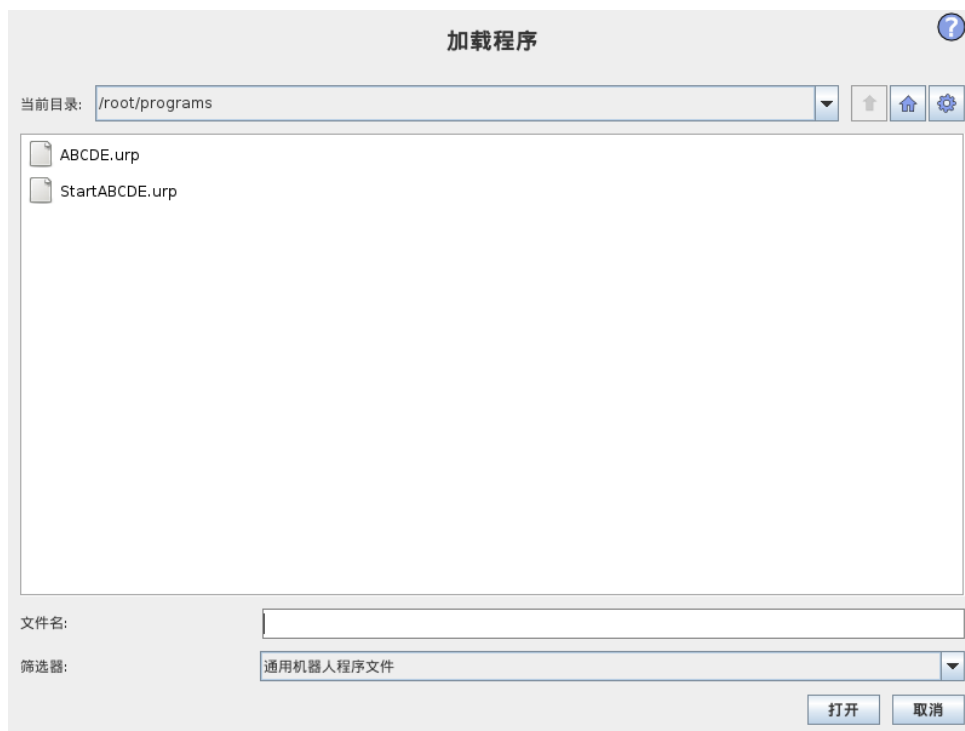 加载程序
?
当前目录: /root/programs
ABCDE.urp
StartABCDE.urp
文件名:
筛选器: 通用机器人程序文件
打开 取消